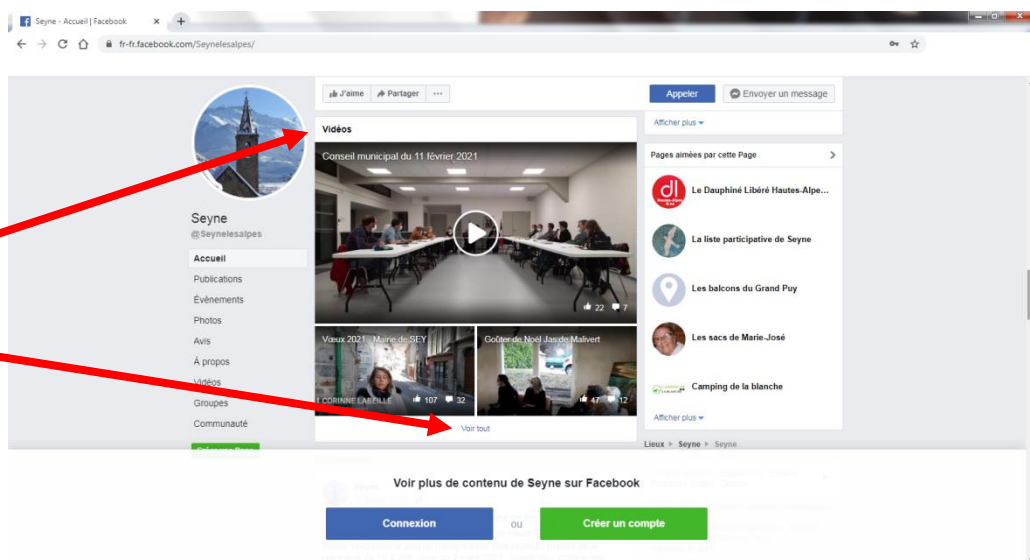 Seyne - Accueil | Facebook
fr-fr.facebook.com/Seynelesalpes/
J'aime
Partager
Appeler
Envoyer un message
Vidéos
Conseil municipal du 11 février 2021
22 7
Vœux 2021 - Mairie de SEY
CORINNE LABEILLE
107 32
Goûter de Noël Jas de Malivert
47 12
Voir tout
Seyne
@Seynelesalpes
Accueil
Publications
Évènements
Photos
Avis
À propos
Vidéos
Groupes
Communauté
Afficher plus
Pages aimées par cette Page
dl
Le Dauphiné Libéré Hautes-Alpe...
La liste participative de Seyne
Les balcons du Grand Puy
Les sacs de Marie-José
Camping de la blanche
Afficher plus
Lieux Seyne Seyne
Voir plus de contenu de Seyne sur Facebook
Connexion
ou
Créer un compte